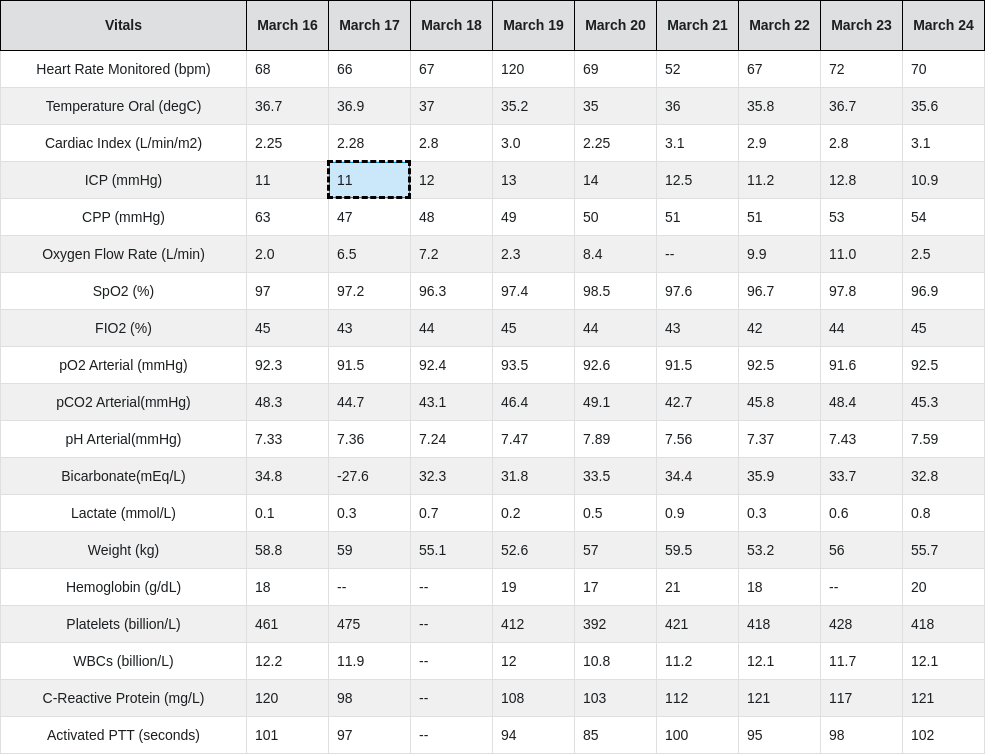 Vitals March 16 March 17 March 18 March 19 March 20 March 21 March 22 March 23 March 24
Heart Rate Monitored (bpm) 68 66 67 120 69 52 67 72 70
Temperature Oral (degC) 36.7 36.9 37 35.2 35 36 35.8 36.7 35.6
Cardiac Index (L/min/m2) 2.25 2.28 2.8 3.0 2.25 3.1 2.9 2.8 3.1
ICP (mmHg) 11 11 12 13 14 12.5 11.2 12.8 10.9
CPP (mmHg) 63 47 48 49 50 51 51 53 54
Oxygen Flow Rate (L/min) 2.0 6.5 7.2 2.3 8.4 -- 9.9 11.0 2.5
SpO2 (%) 97 97.2 96.3 97.4 98.5 97.6 96.7 97.8 96.9
FIO2 (%) 45 43 44 45 44 43 42 44 45
pO2 Arterial (mmHg) 92.3 91.5 92.4 93.5 92.6 91.5 92.5 91.6 92.5
pCO2 Arterial(mmHg) 48.3 44.7 43.1 46.4 49.1 42.7 45.8 48.4 45.3
pH Arterial(mmHg) 7.33 7.36 7.24 7.47 7.89 7.56 7.37 7.43 7.59
Bicarbonate(mEq/L) 34.8 -27.6 32.3 31.8 33.5 34.4 35.9 33.7 32.8
Lactate (mmol/L) 0.1 0.3 0.7 0.2 0.5 0.9 0.3 0.6 0.8
Weight (kg) 58.8 59 55.1 52.6 57 59.5 53.2 56 55.7
Hemoglobin (g/dL) 18 -- -- 19 17 21 18 -- 20
Platelets (billion/L) 461 475 -- 412 392 421 418 428 418
WBCs (billion/L) 12.2 11.9 -- 12 10.8 11.2 12.1 11.7 12.1
C-Reactive Protein (mg/L) 120 98 -- 108 103 112 121 117 121
Activated PTT (seconds) 101 97 -- 94 85 100 95 98 102